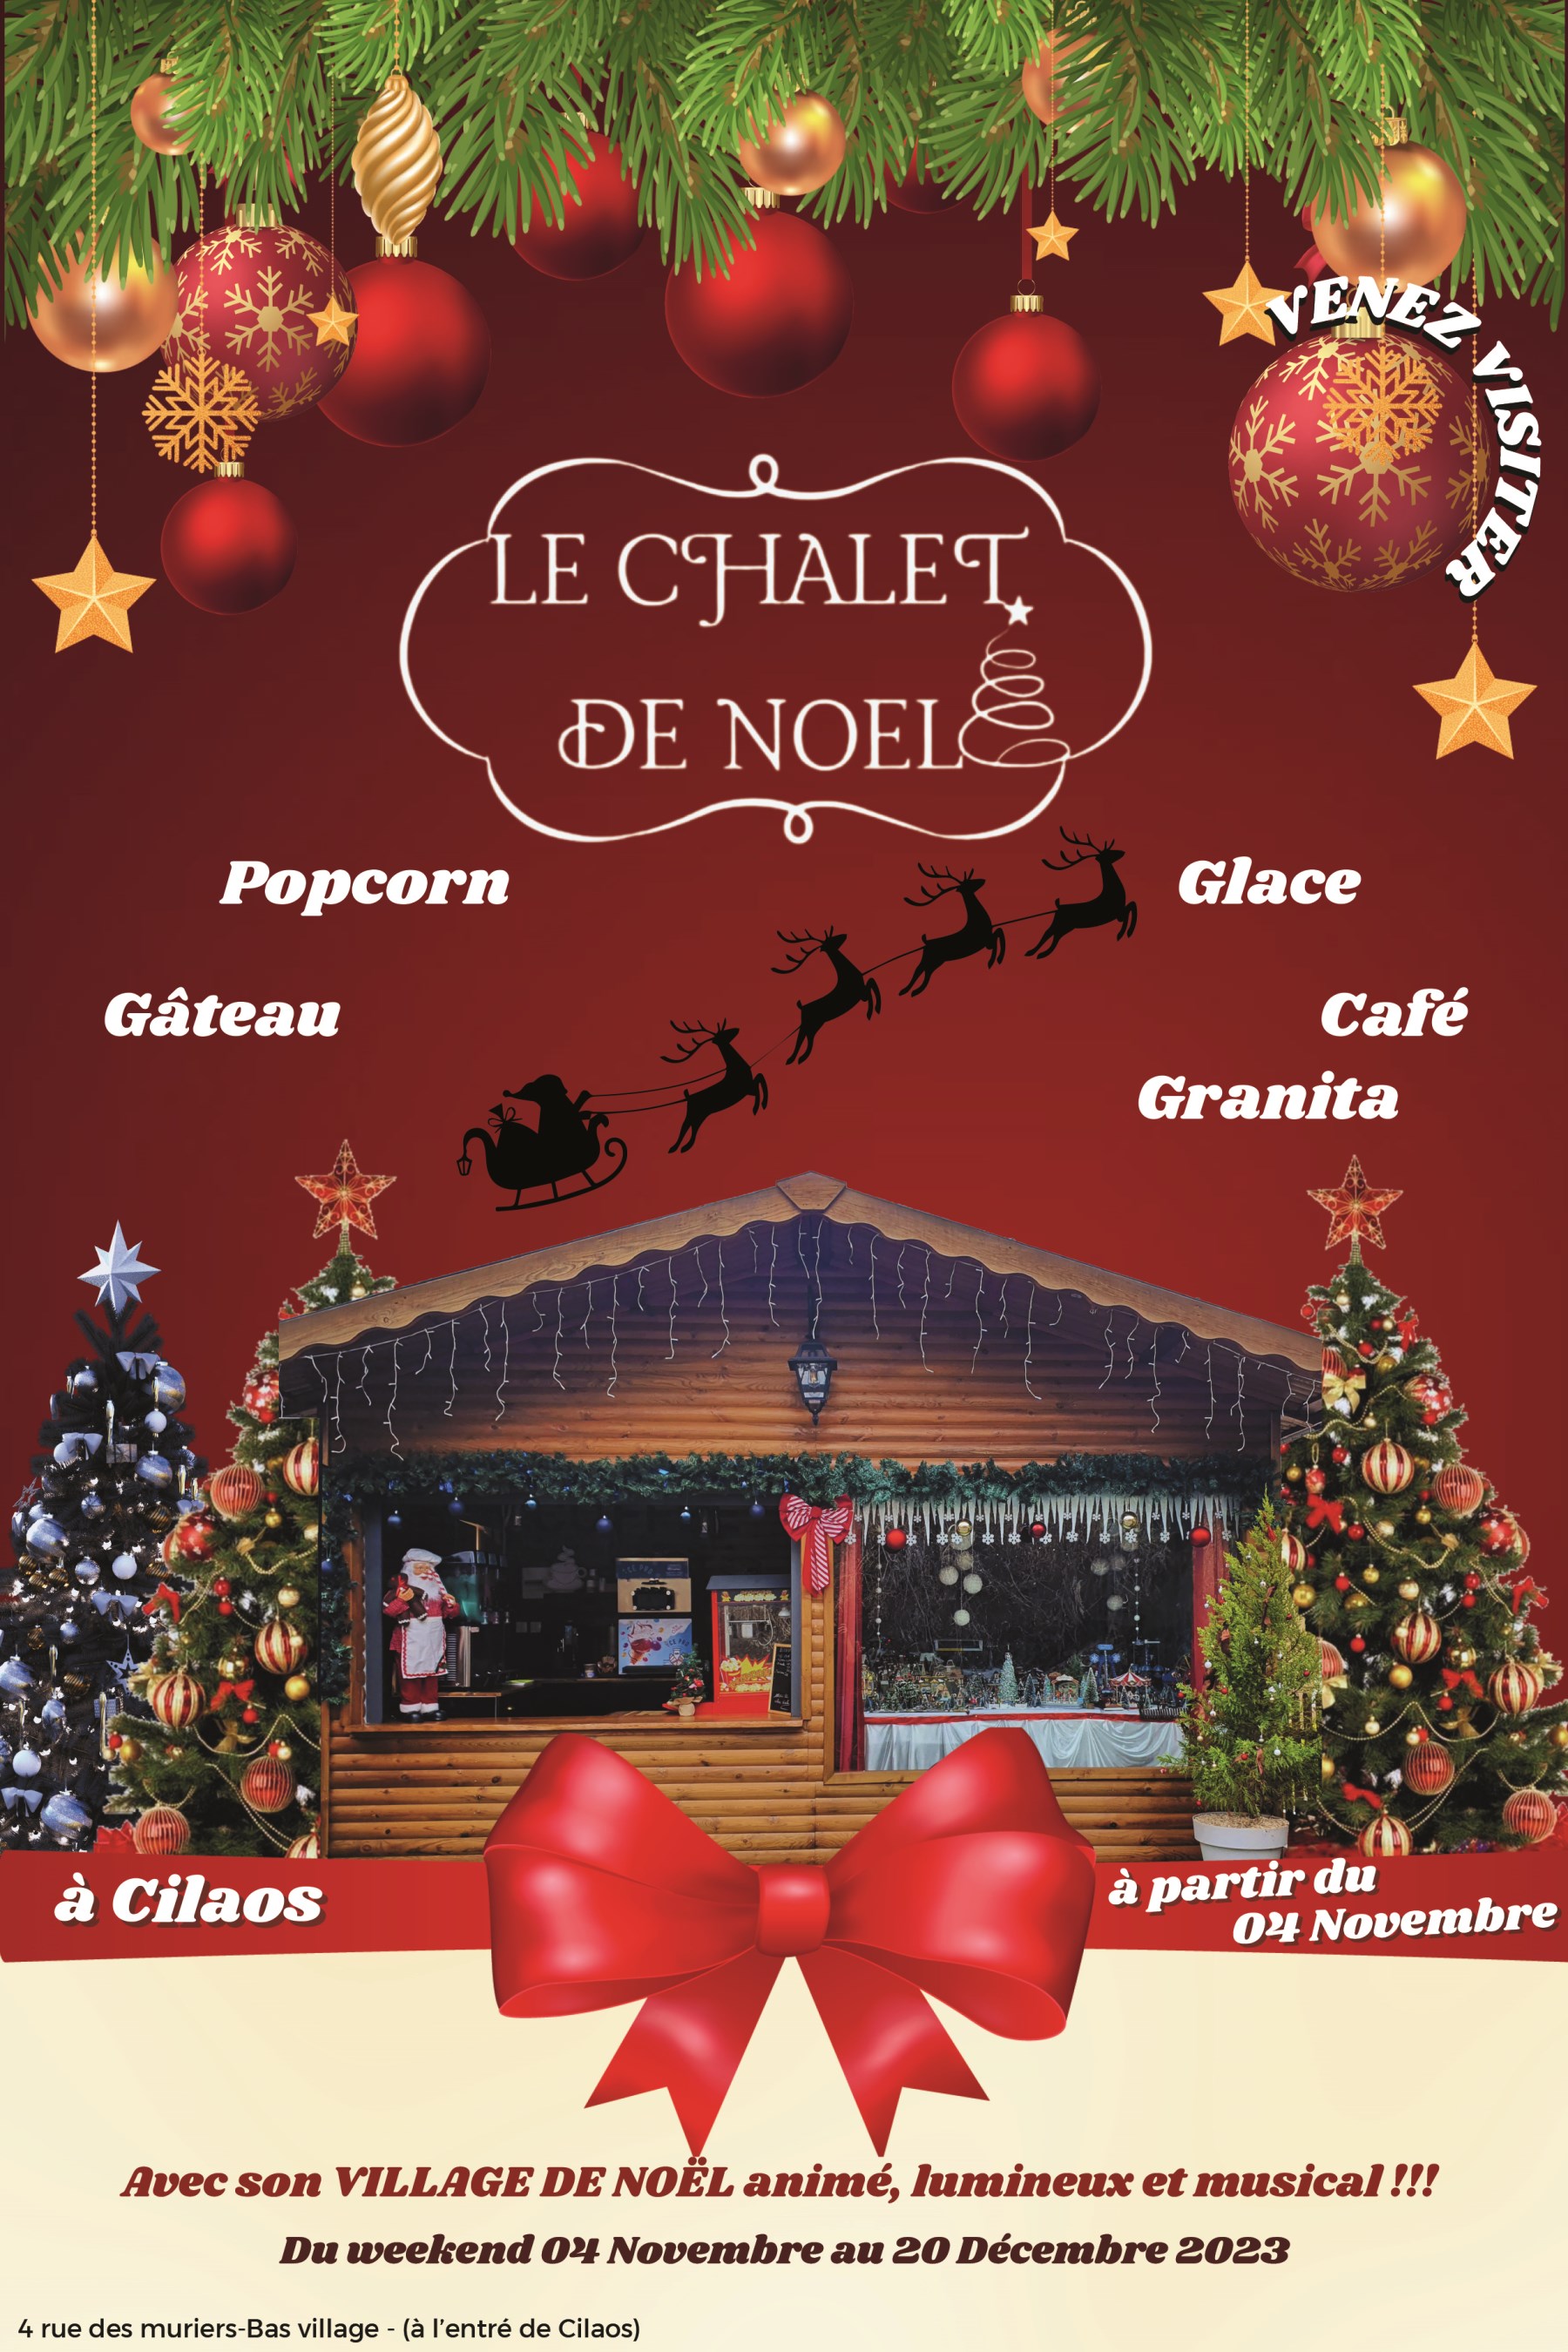 VENEZ VISITER
LE CHALET
DE NOEL
Popcorn
Glace
Gâteau
Café
Granita
à Cilaos
à partir du
04 Novembre
Avec son VILLAGE DE NOËL animé, lumineux et musical !!!
Du weekend 04 Novembre au 20 Décembre 2023
4 rue des muriers-Bas village - (à l'entré de Cilaos)